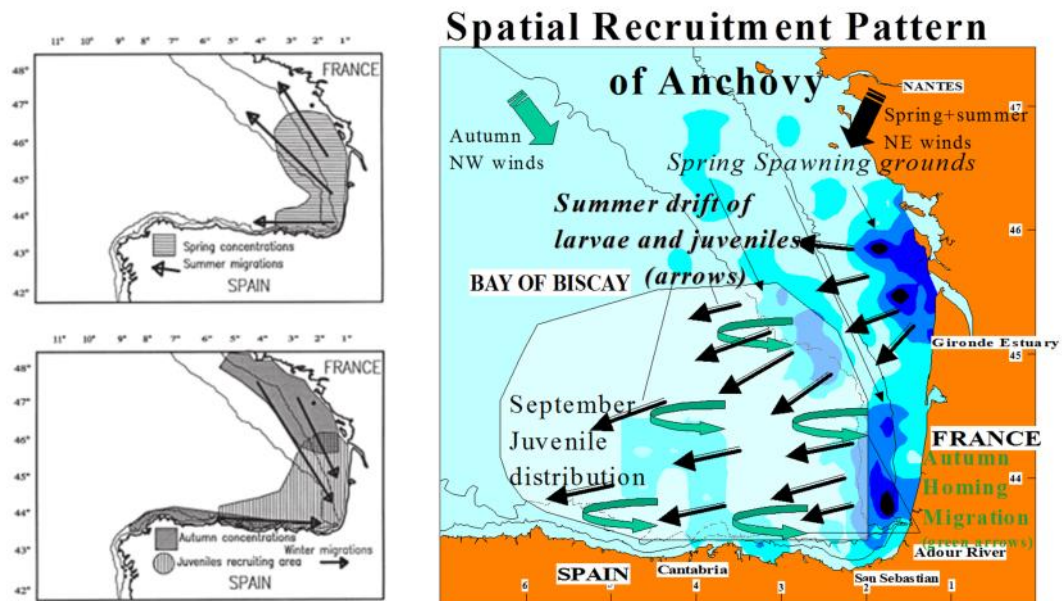 11° 10° 9° 8° 7° 6° 5° 4° 3° 2° 1°
48°
47°
46°
45°
44°
43°
42°
FRANCE
Spring concentrations
Summer migrations
SPAIN
11° 10° 9° 8° 7° 6° 5° 4° 3° 2° 1°
48°
47°
46°
45°
44°
43°
42°
FRANCE
Autumn concentrations
Winter migrations
Juveniles recruiting area
SPAIN
Spatial Recruitment Pattern
of Anchovy
NANTES
47
Autumn
NW winds
Spring+summer
NE winds
Spring Spawning grounds
Summer drift of
larvae and juveniles
(arrows)
46
BAY OF BISCAY
Gironde Estuary
45
September
Juvenile
distribution
FRANCE
Autumn
Homing
Migration
(green arrows)
44
Adour River
SPAIN
Cantabria
San Sebastian
6 5 4 3 2 1